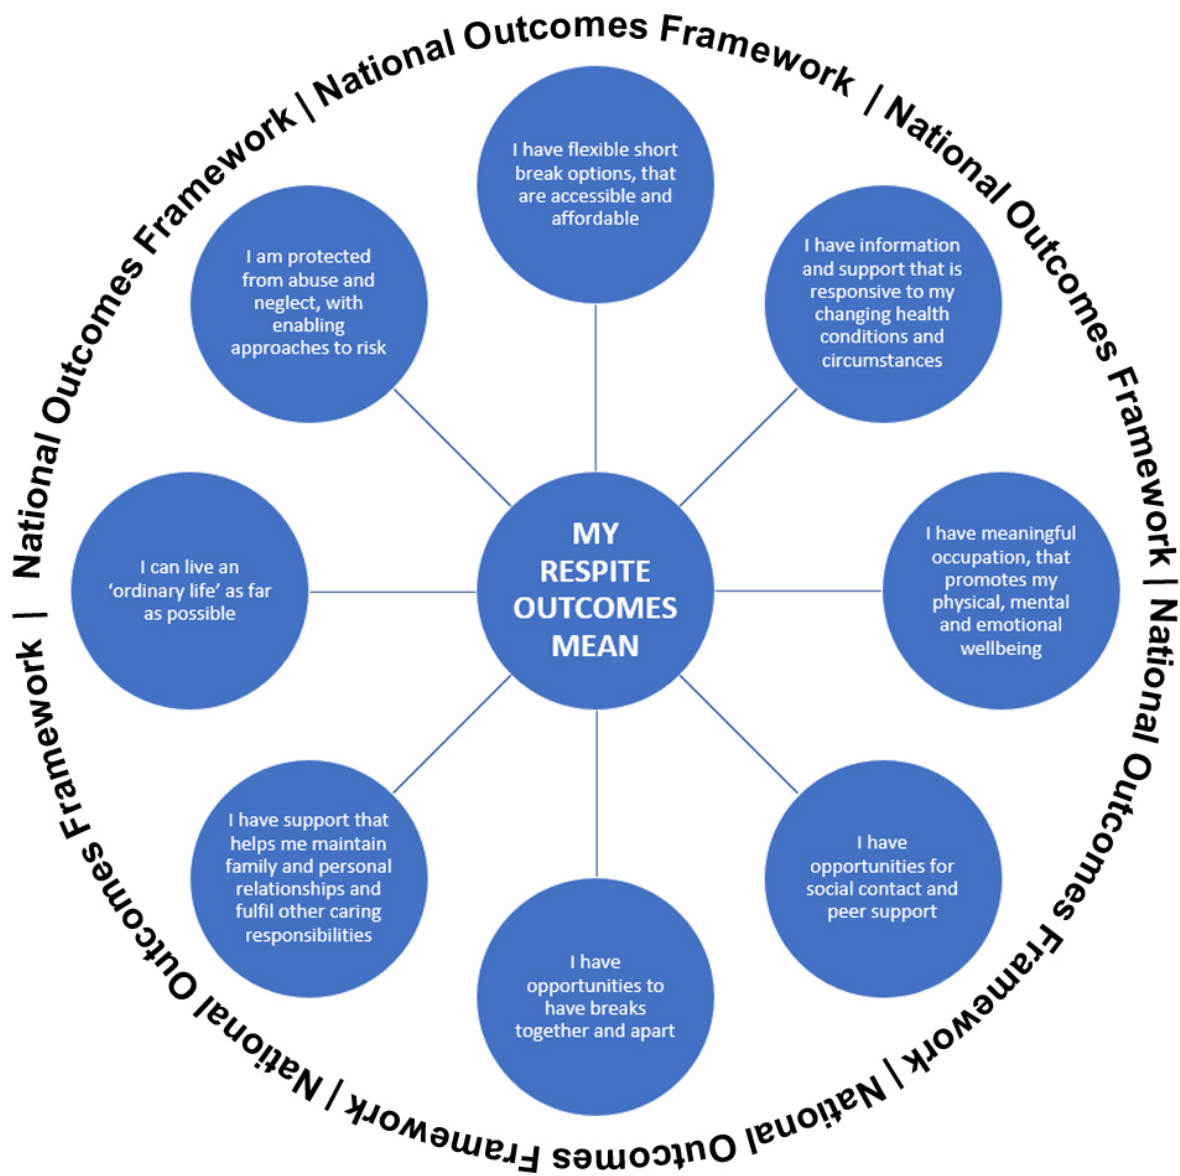 National Outcomes Framework | National Outcomes Framework | National Outcomes Framework | National Outcomes Framework | National Outcomes Framework | National Outcomes Framework | National Outcomes Framework |
I have flexible short
break options, that
are accessible and
affordable
I have information
and support that is
responsive to my
changing health
conditions and
circumstances
I have meaningful
occupation, that
promotes my
physical, mental
and emotional
wellbeing
I have
opportunities for
social contact and
peer support
I have
opportunities to
have breaks
together and apart
I have support that
helps me maintain
family and personal
relationships and
fulfil other caring
responsibilities
I can live an
‘ordinary life’ as far
as possible
I am protected
from abuse and
neglect, with
enabling
approaches to risk
MY
RESPITE
OUTCOMES
MEAN